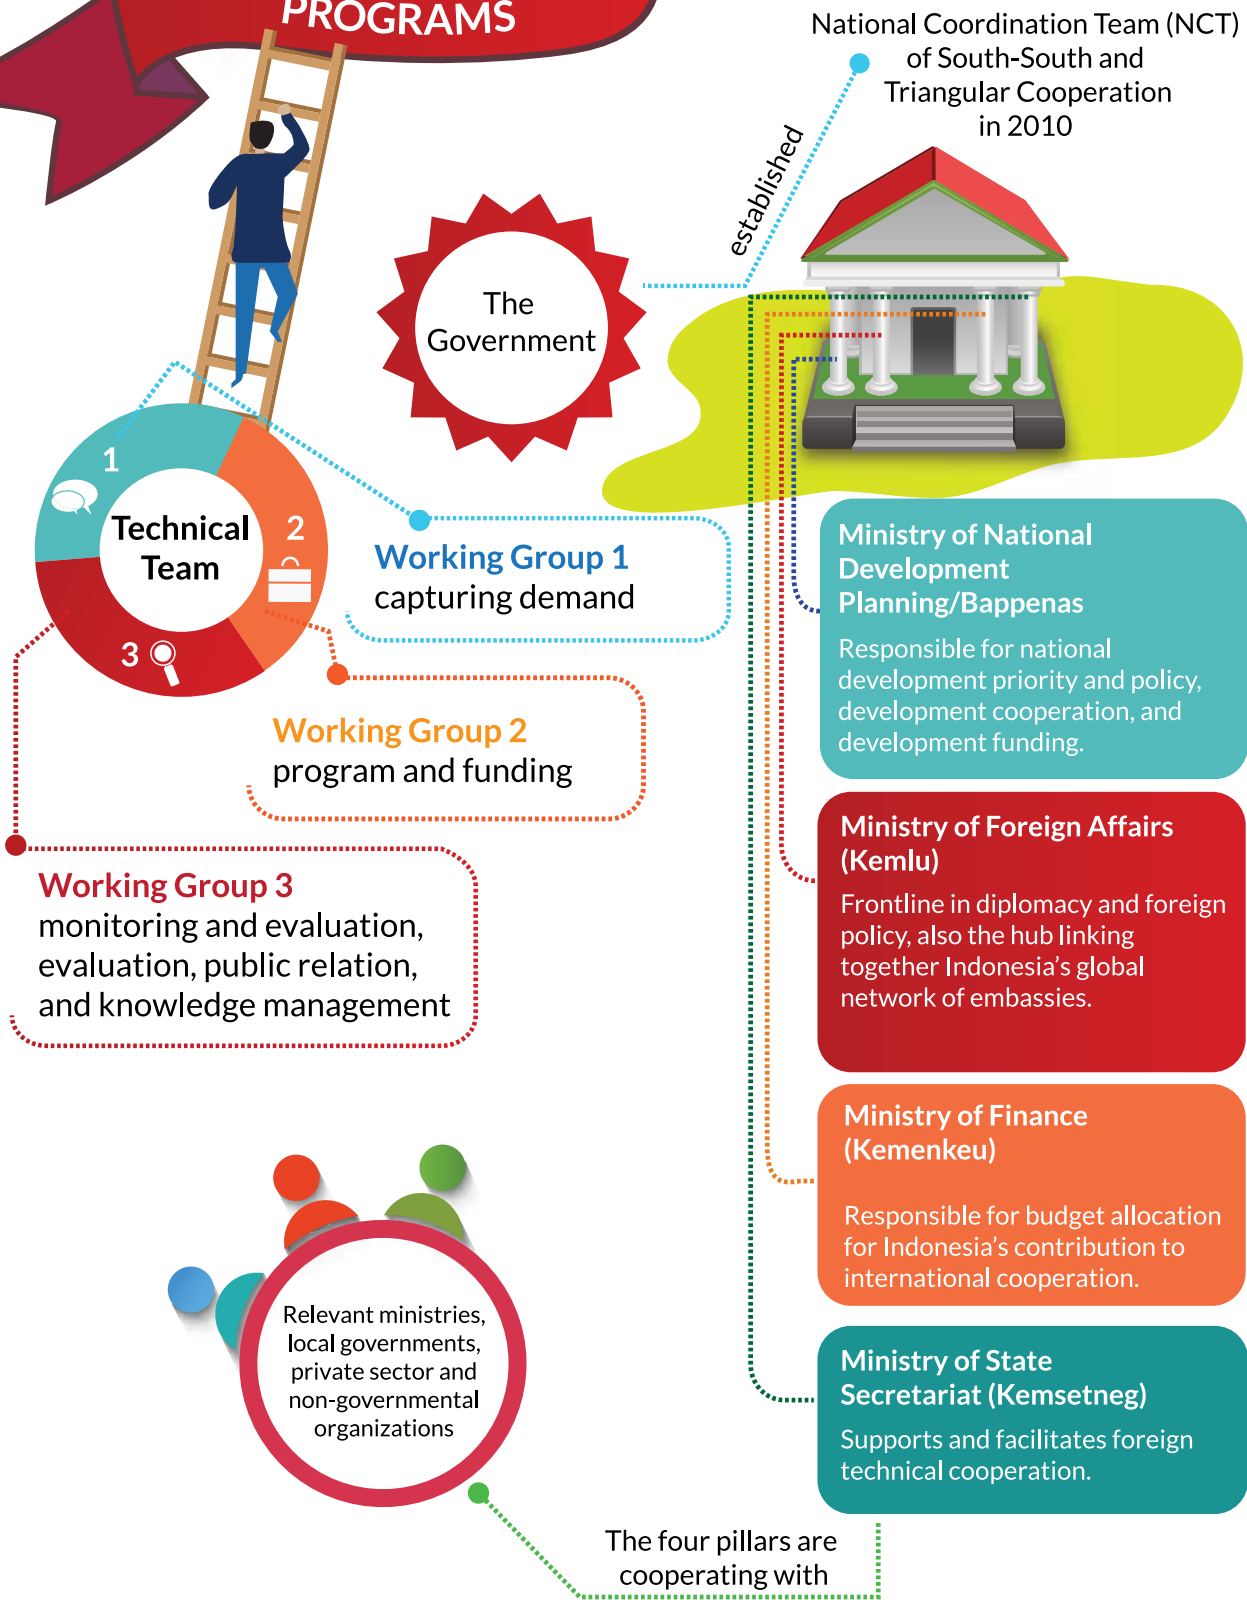 PROGRAMS
National Coordination Team (NCT)
of South-South and
Triangular Cooperation
in 2010
established
The
Government
1
2
3
Technical
Team
Working Group 1
capturing demand
Working Group 2
program and funding
Working Group 3
monitoring and evaluation,
evaluation, public relation,
and knowledge management
Ministry of National
Development
Planning/Bappenas
Responsible for national
development priority and policy,
development cooperation, and
development funding.
Ministry of Foreign Affairs
(Kemlu)
Frontline in diplomacy and foreign
policy, also the hub linking
together Indonesia's global
network of embassies.
Ministry of Finance
(Kemenkeu)
Responsible for budget allocation
for Indonesia's contribution to
international cooperation.
Ministry of State
Secretariat (Kemsetneg)
Supports and facilitates foreign
technical cooperation.
Relevant ministries,
local governments,
private sector and
non-governmental
organizations
The four pillars are
cooperating with